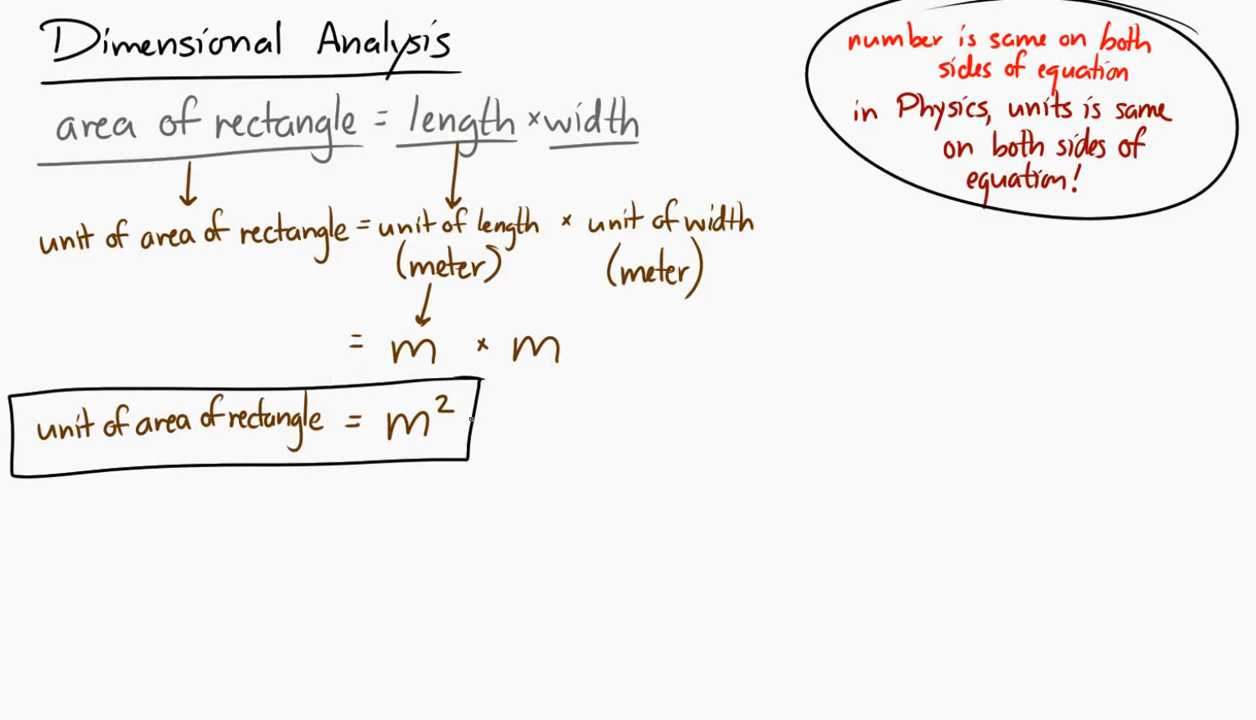 Dimensional Analysis
area of rectangle = length × width
unit of area of rectangle = unit of length × unit of width
(meter) (meter)
= m × m
unit of area of rectangle = m²
number is same on both
sides of equation
in Physics, units is same
on both sides of
equation!